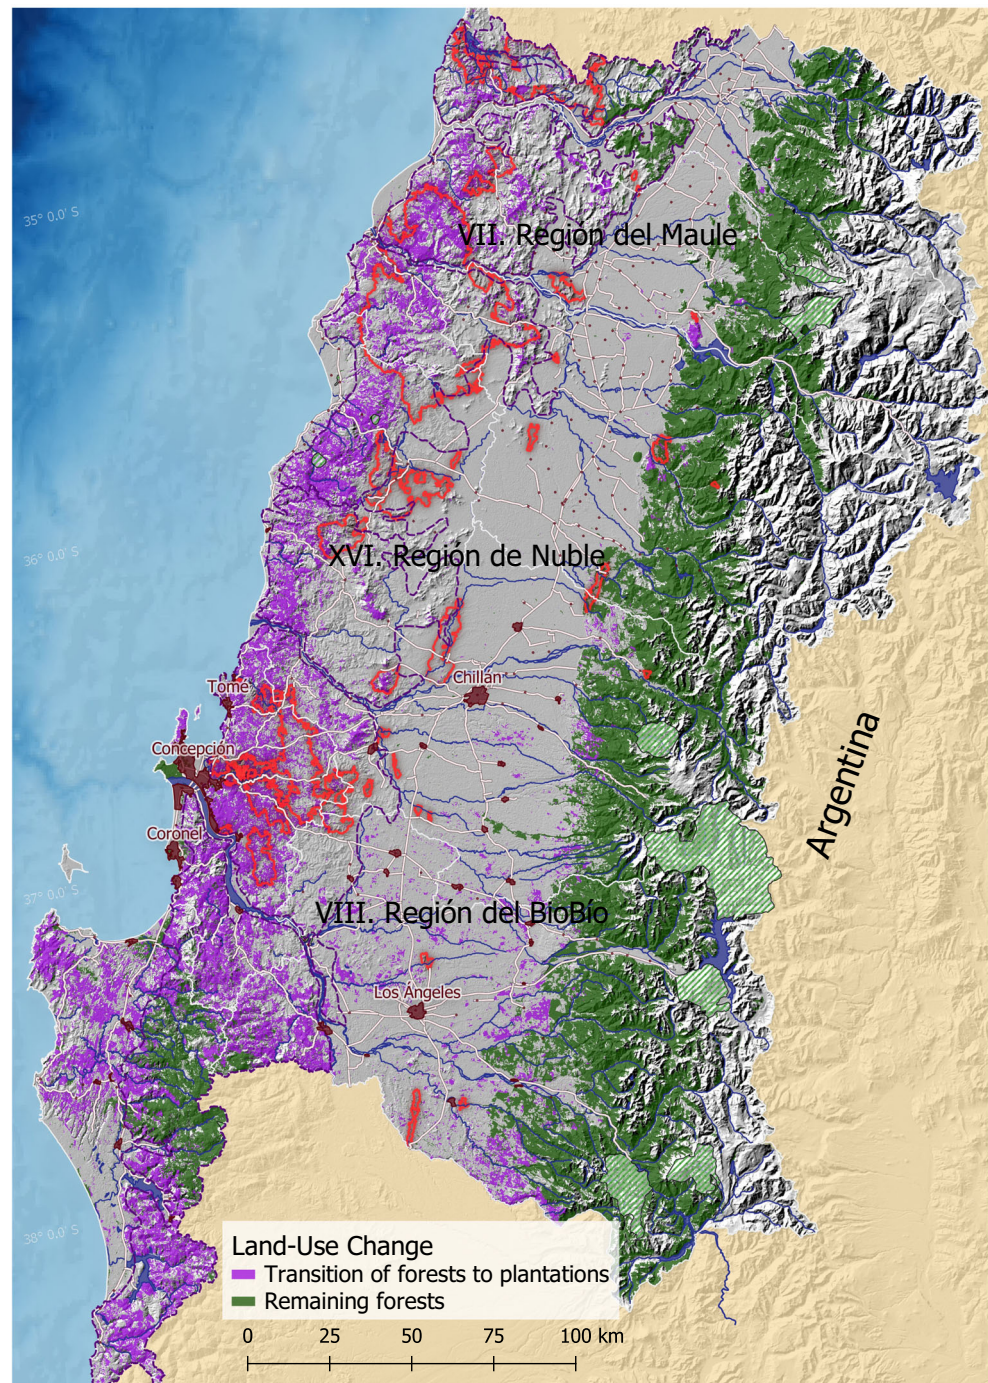 35° 0.0' S
VII. Región del Maule
36° 0.0' S
XVI. Región de Nuble
Tomé
Chillán
Concepción
Argentina
Coronel
37° 0.0' S
VIII. Región del BioBío
Los Ángeles
38° 0.0' S
Land-Use Change
Transition of forests to plantations
Remaining forests
0 25 50 75 100 km